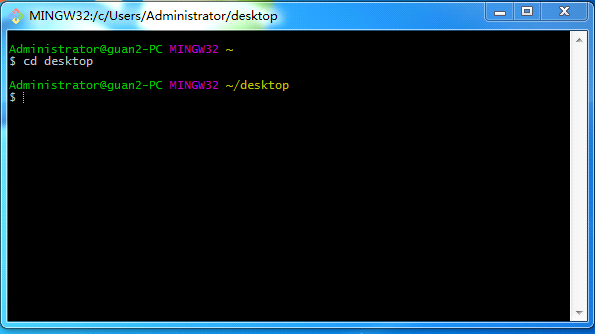 MINGW32:/c/Users/Administrator/desktop
Administrator@guan2-PC MINGW32 ~
$ cd desktop
Administrator@guan2-PC MINGW32 ~/desktop
$